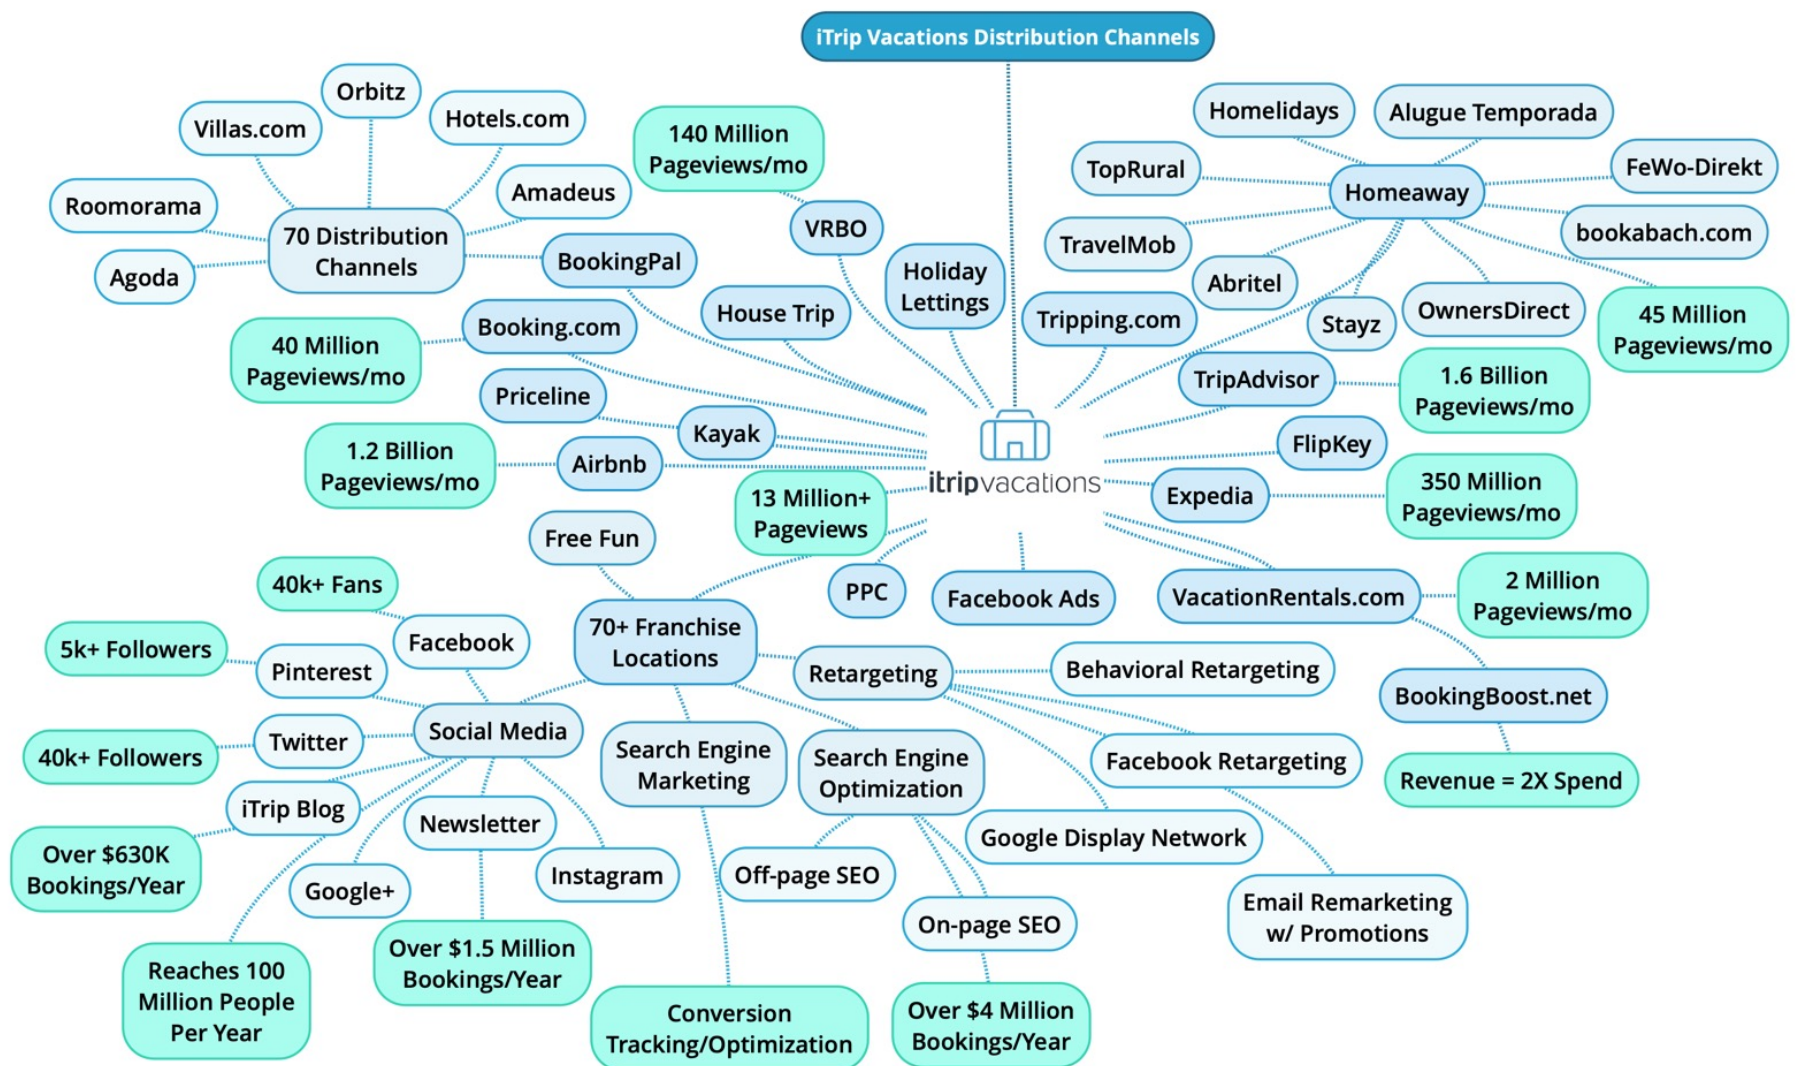 iTrip Vacations Distribution Channels
Orbitz
Villas.com
Hotels.com
Roomorama
Amadeus
Agoda
70 Distribution
Channels
BookingPal
140 Million
Pageviews/mo
VRBO
Holiday
Lettings
House Trip
Booking.com
40 Million
Pageviews/mo
Priceline
Kayak
1.2 Billion
Pageviews/mo
Airbnb
13 Million+
Pageviews
Homelidays
Alugue Temporada
TopRural
Homeaway
FeWo-Direkt
TravelMob
bookabach.com
Abritel
Stayz
OwnersDirect
45 Million
Pageviews/mo
Tripping.com
TripAdvisor
1.6 Billion
Pageviews/mo
FlipKey
itripvacations
Expedia
350 Million
Pageviews/mo
PPC
Facebook Ads
VacationRentals.com
2 Million
Pageviews/mo
BookingBoost.net
Revenue = 2X Spend
Free Fun
70+ Franchise
Locations
40k+ Fans
Facebook
5k+ Followers
Pinterest
Social Media
40k+ Followers
Twitter
iTrip Blog
Over $630K
Bookings/Year
Google+
Reaches 100
Million People
Per Year
Newsletter
Over $1.5 Million
Bookings/Year
Instagram
Search Engine
Marketing
Conversion
Tracking/Optimization
Search Engine
Optimization
Off-page SEO
On-page SEO
Over $4 Million
Bookings/Year
Retargeting
Behavioral Retargeting
Facebook Retargeting
Google Display Network
Email Remarketing
w/ Promotions